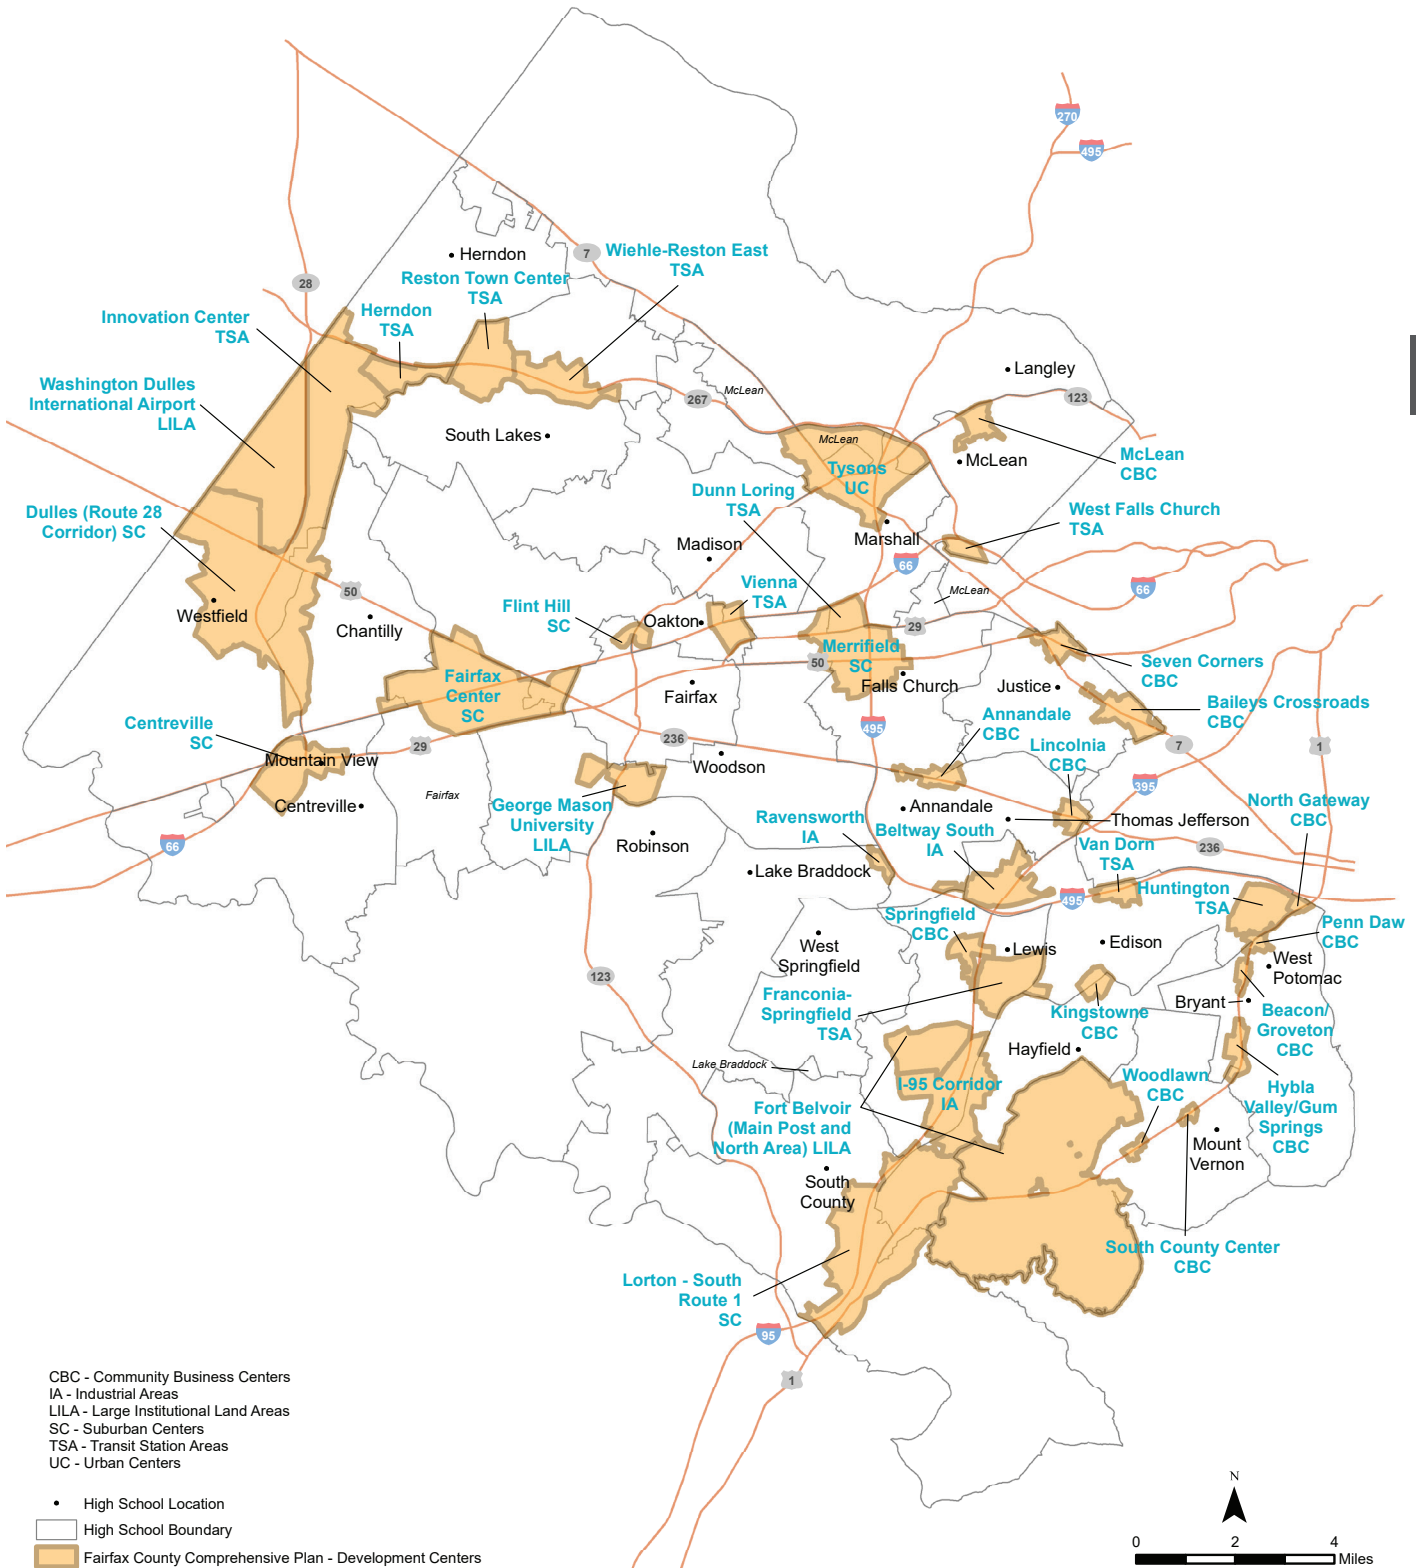 270
495
Herndon
7
Wiehle-Reston East
TSA
Reston Town Center
TSA
28
Herndon
TSA
Innovation Center
TSA
Washington Dulles
International Airport
LILA
Langley
McLean
267
123
South Lakes
McLean
McLean
McLean
CBC
Tysons
UC
Dunn Loring
TSA
West Falls Church
TSA
Dulles (Route 28
Corridor) SC
Marshall
Madison
66
66
50
Vienna
TSA
McLean
Westfield
Chantilly
Flint Hill
SC
Oakton
29
Merrifield
SC
50
Seven Corners
CBC
Fairfax
Center
SC
Fairfax
Falls Church
Justice
Baileys Crossroads
CBC
Centreville
SC
495
Annandale
CBC
29
236
Lincolnia
CBC
7
1
Mountain View
Woodson
395
Centreville
Fairfax
George Mason
University
LILA
Annandale
North Gateway
CBC
Ravensworth
IA
Beltway South
IA
Thomas Jefferson
66
Robinson
Van Dorn
TSA
236
Lake Braddock
495
Huntington
TSA
Springfield
CBC
Penn Daw
CBC
West
Springfield
Lewis
Edison
West
Potomac
123
Franconia-
Springfield
TSA
Kingstowne
CBC
Bryant
Beacon/
Groveton
CBC
Hayfield
Lake Braddock
I-95 Corridor
IA
Woodlawn
CBC
Hybla
Valley/Gum
Springs
CBC
Fort Belvoir
(Main Post and
North Area) LILA
Mount
Vernon
South
County
South County Center
CBC
Lorton - South
Route 1
SC
95
1
CBC - Community Business Centers
IA - Industrial Areas
LILA - Large Institutional Land Areas
SC - Suburban Centers
TSA - Transit Station Areas
UC - Urban Centers
High School Location
High School Boundary
Fairfax County Comprehensive Plan - Development Centers
N
0 2 4
Miles